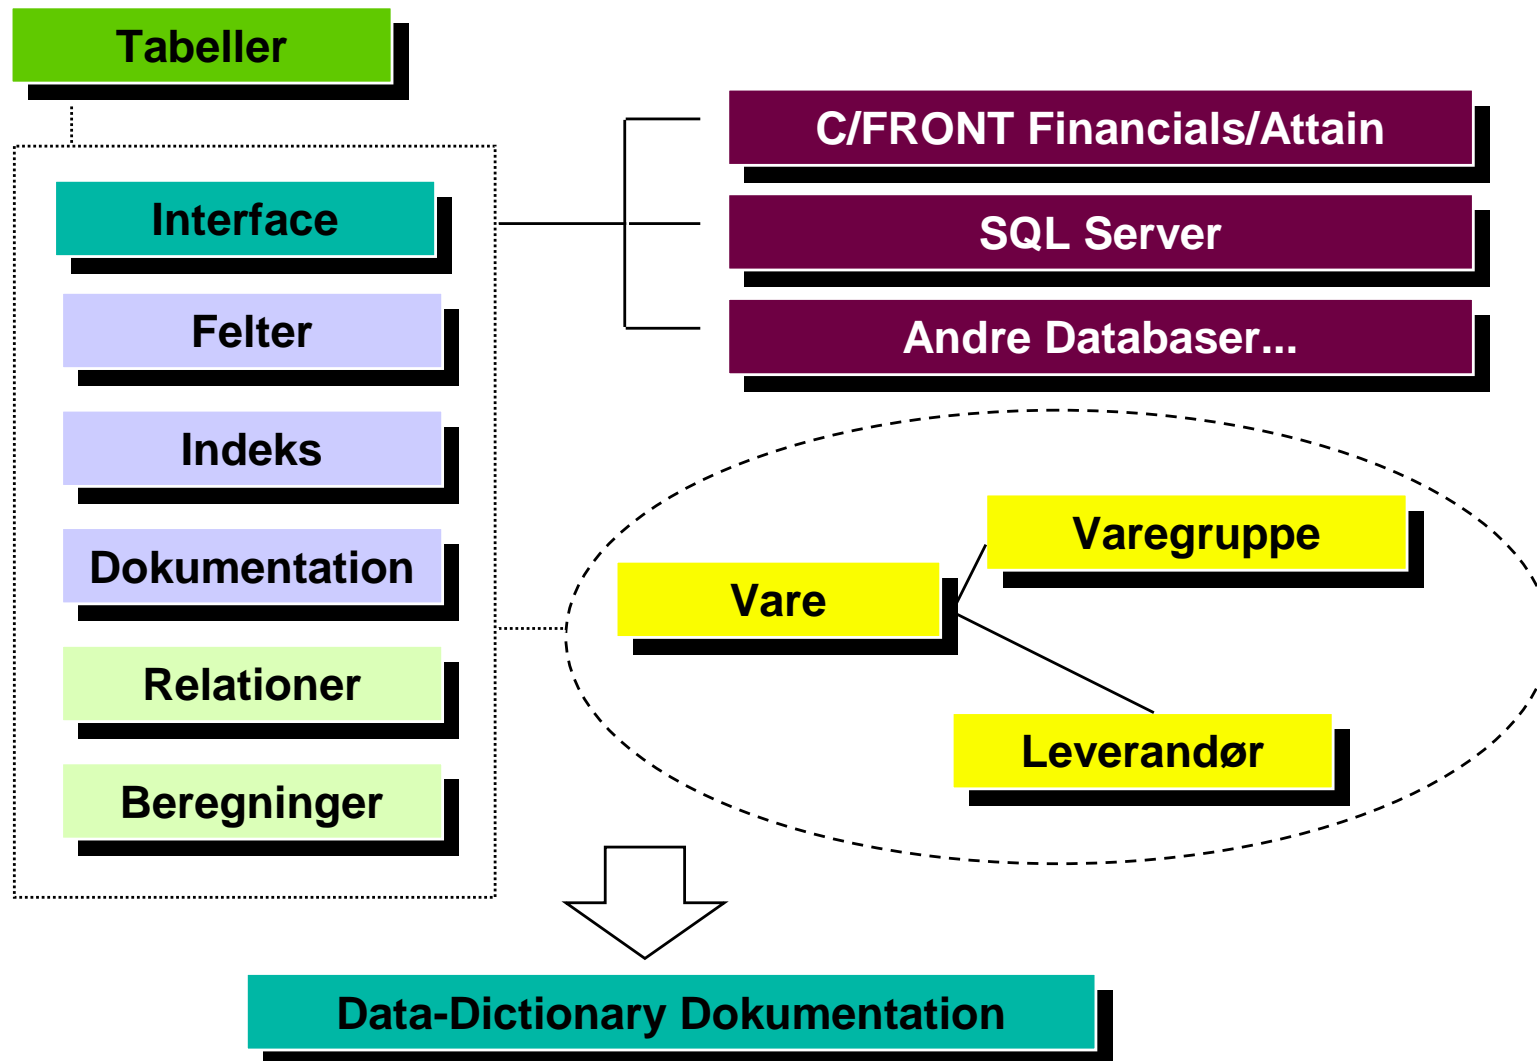 Tabeller
Interface
Felter
Indeks
Dokumentation
Relationer
Beregninger
C/FRONT Financials/Attain
SQL Server
Andre Databaser...
Varegruppe
Vare
Leverandør
Data-Dictionary Dokumentation